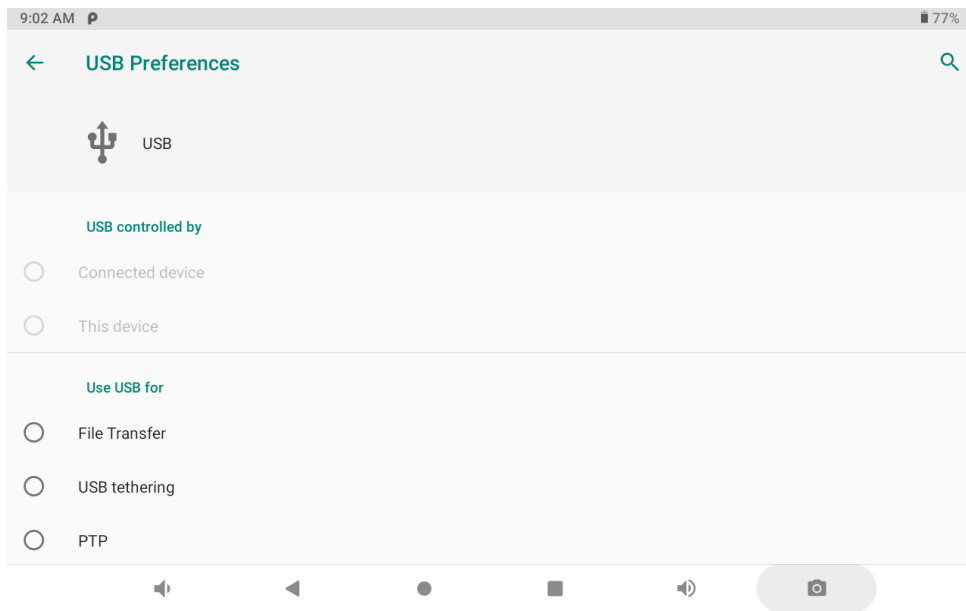 9:02 AM 77%
USB Preferences
USB
USB controlled by
Connected device
This device
Use USB for
File Transfer
USB tethering
PTP